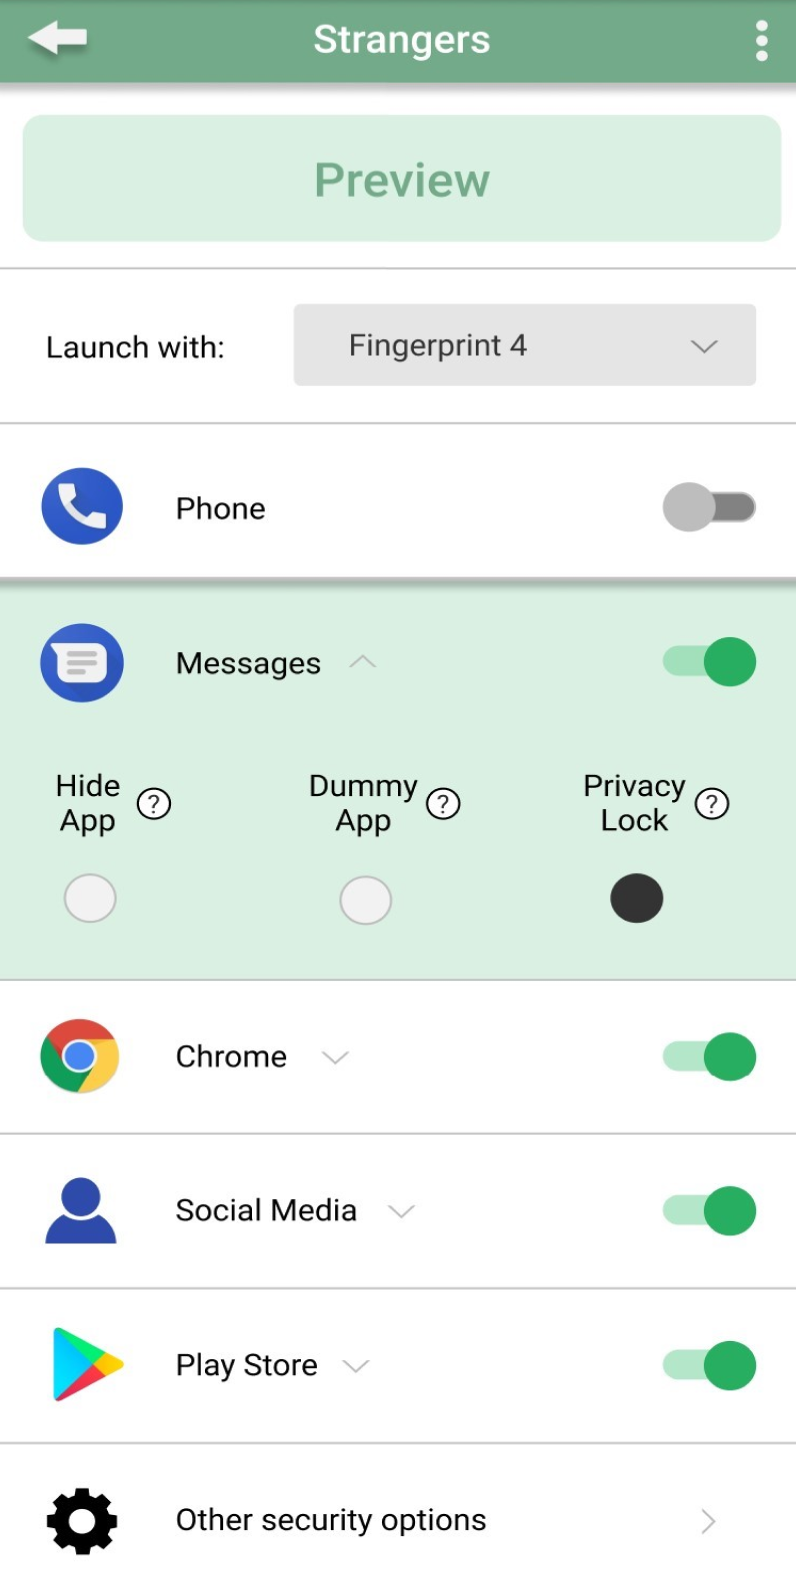 Strangers
Preview
Launch with:
Fingerprint 4
Phone
Messages
Hide
App
?
Dummy
App
?
Privacy
Lock
?
Chrome
Social Media
Play Store
Other security options